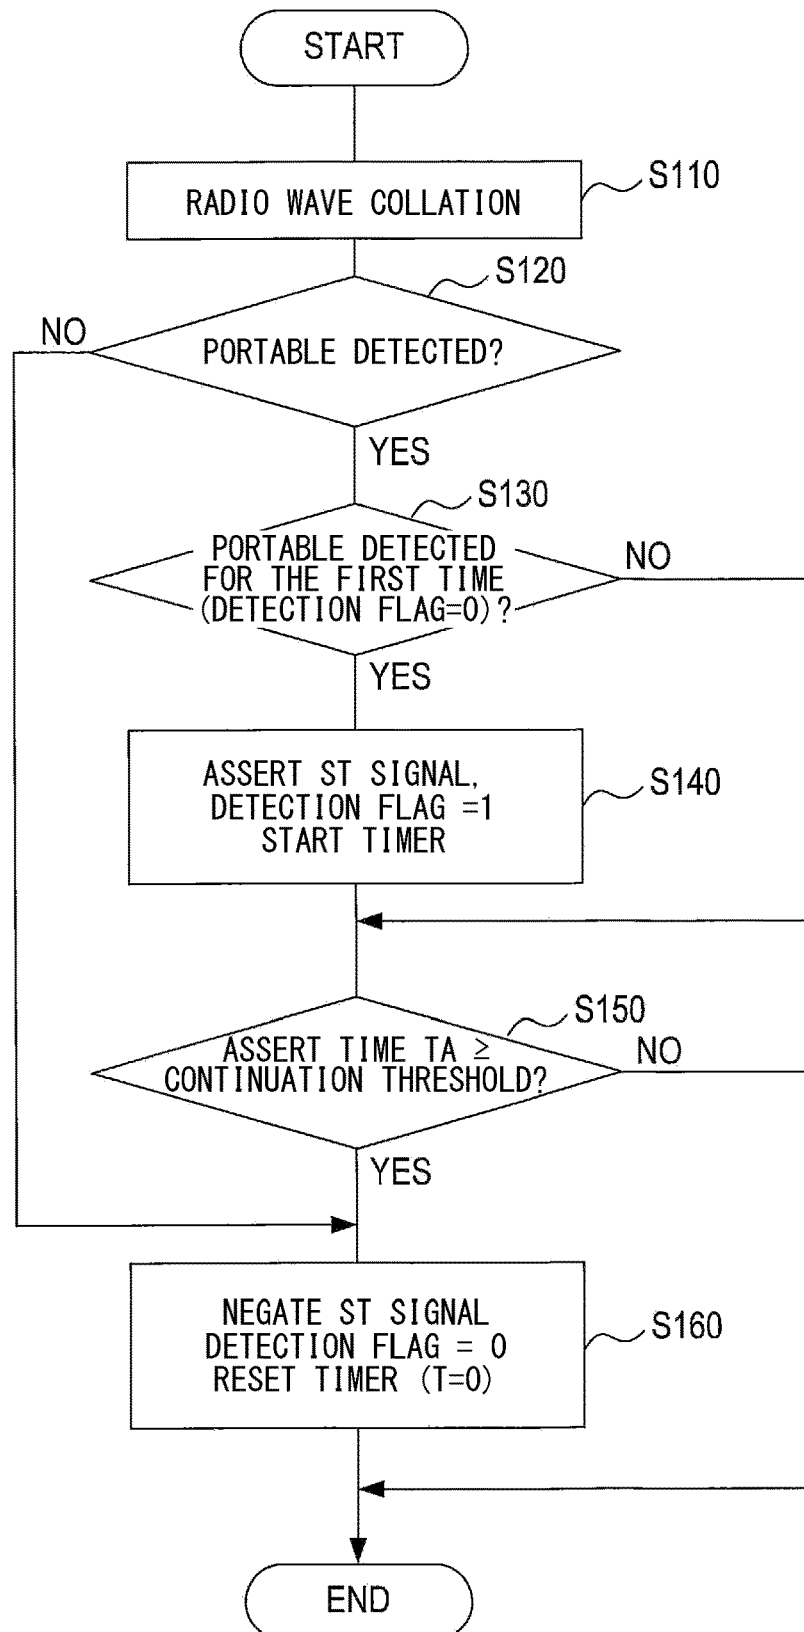 START
RADIO WAVE COLLATION
S110
S120
NO
PORTABLE DETECTED?
YES
S130
PORTABLE DETECTED
FOR THE FIRST TIME
(DETECTION FLAG=0)?
NO
YES
ASSERT ST SIGNAL,
DETECTION FLAG =1
START TIMER
S140
S150
ASSERT TIME TA ≥
CONTINUATION THRESHOLD?
NO
YES
NEGATE ST SIGNAL
DETECTION FLAG = 0
RESET TIMER (T=0)
S160
END